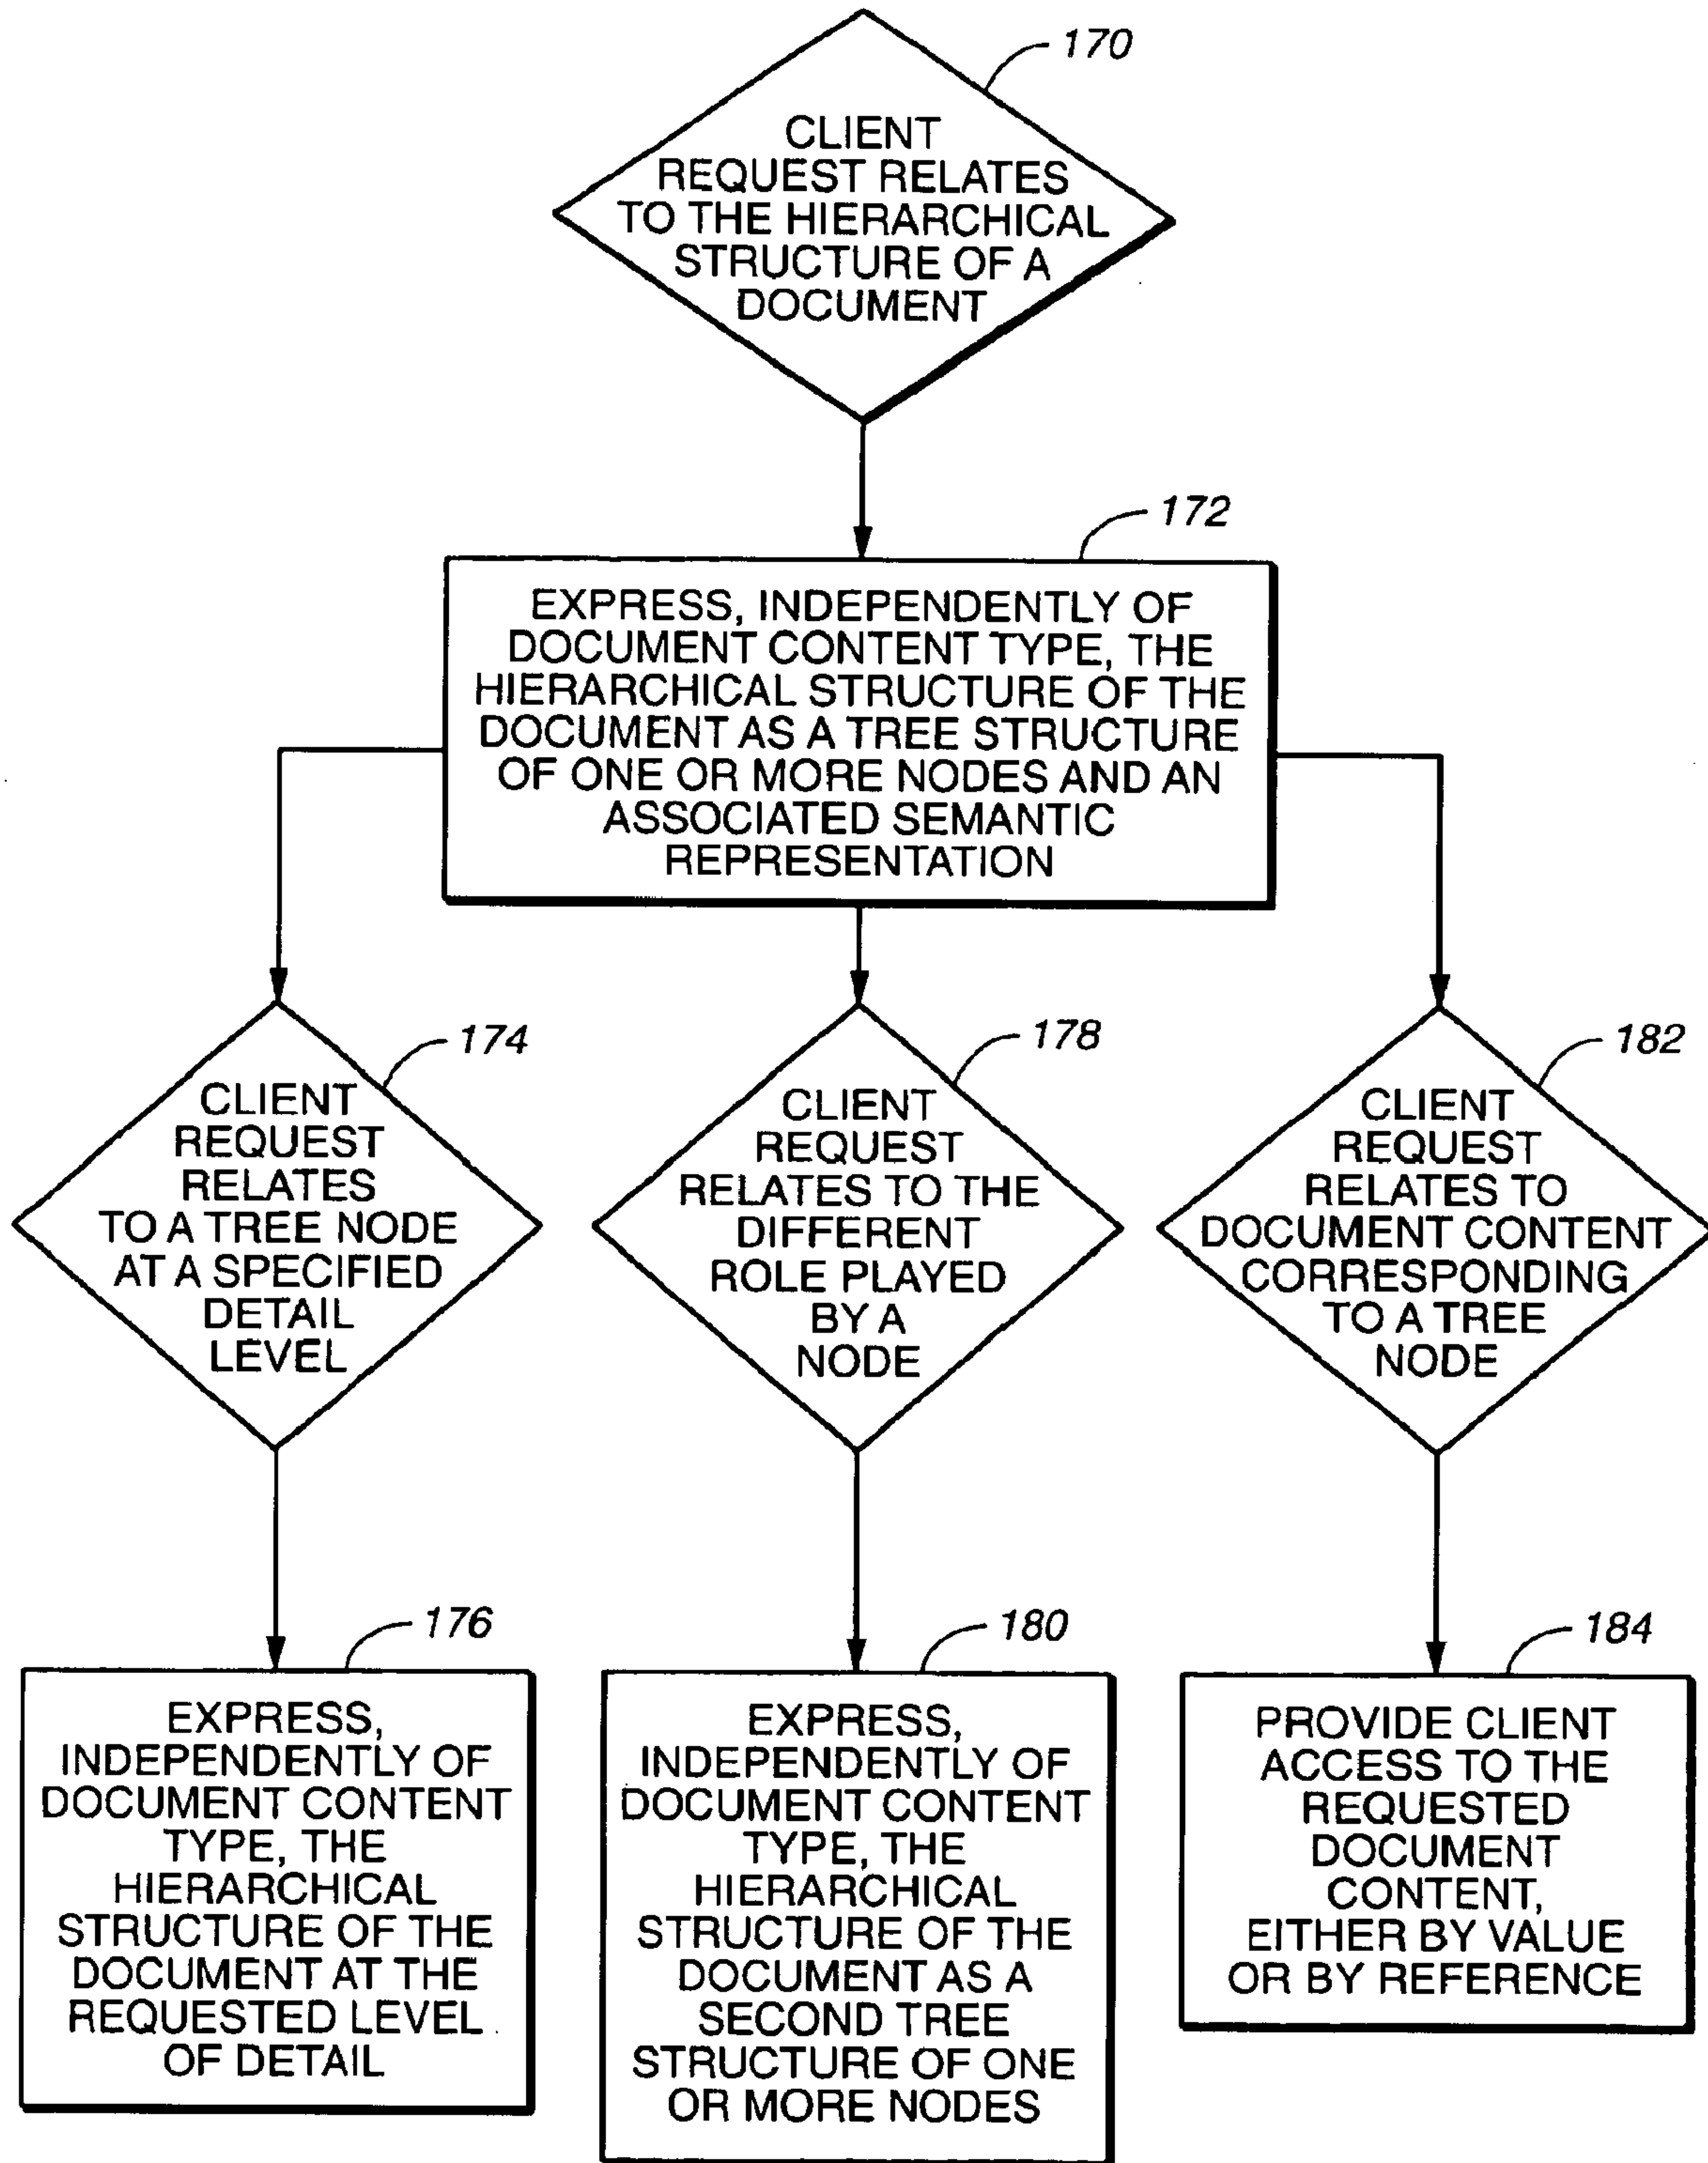 170
CLIENT
REQUEST RELATES
TO THE HIERARCHICAL
STRUCTURE OF A
DOCUMENT
172
EXPRESS, INDEPENDENTLY OF
DOCUMENT CONTENT TYPE, THE
HIERARCHICAL STRUCTURE OF THE
DOCUMENT AS A TREE STRUCTURE
OF ONE OR MORE NODES AND AN
ASSOCIATED SEMANTIC
REPRESENTATION
174
CLIENT
REQUEST
RELATES
TO A TREE NODE
AT A SPECIFIED
DETAIL
LEVEL
178
CLIENT
REQUEST
RELATES TO THE
DIFFERENT
ROLE PLAYED
BY A
NODE
182
CLIENT
REQUEST
RELATES TO
DOCUMENT CONTENT
CORRESPONDING
TO A TREE
NODE
176
EXPRESS,
INDEPENDENTLY OF
DOCUMENT CONTENT
TYPE, THE
HIERARCHICAL
STRUCTURE OF THE
DOCUMENT AT THE
REQUESTED LEVEL
OF DETAIL
180
EXPRESS,
INDEPENDENTLY OF
DOCUMENT CONTENT
TYPE, THE
HIERARCHICAL
STRUCTURE OF THE
DOCUMENT AS A
SECOND TREE
STRUCTURE OF ONE
OR MORE NODES
184
PROVIDE CLIENT
ACCESS TO THE
REQUESTED
DOCUMENT
CONTENT,
EITHER BY VALUE
OR BY REFERENCE